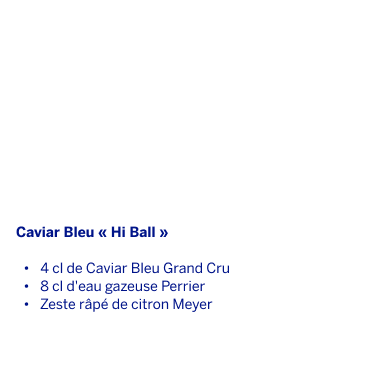 Caviar Bleu « Hi Ball »
• 4 cl de Caviar Bleu Grand Cru
• 8 cl d'eau gazeuse Perrier
• Zeste râpé de citron Meyer